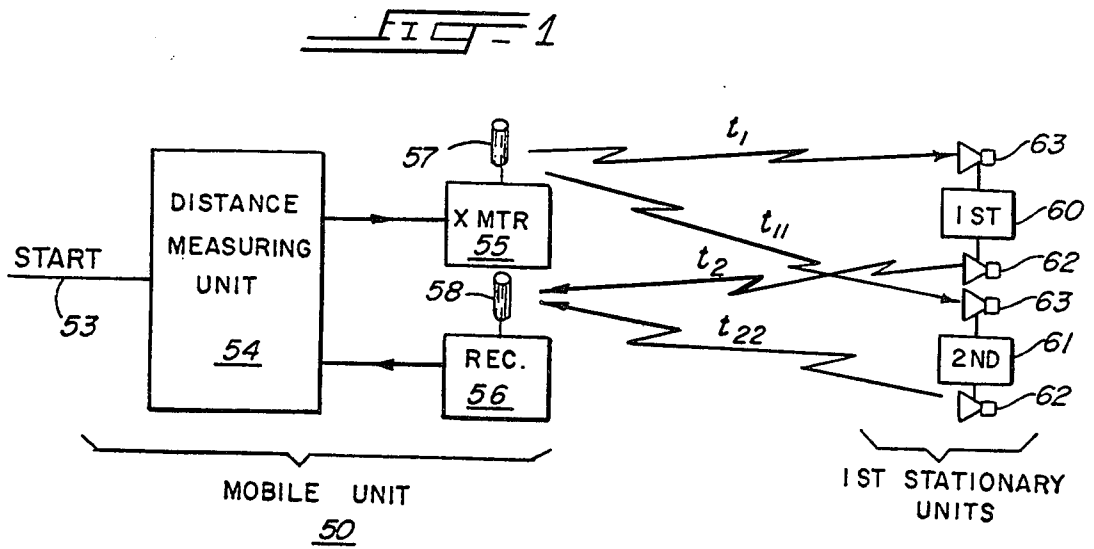 FIG-1
57
t1
63
DISTANCE
MEASURING
UNIT
54
START
53
XMTR
55
1ST
60
t11
t2
62
58
63
t22
REC.
56
2ND
61
62
MOBILE UNIT
50
1ST STATIONARY
UNITS